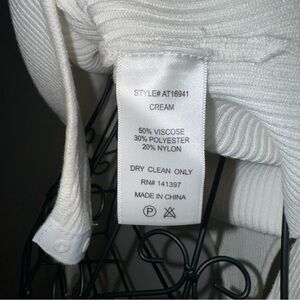 STYLE# AT16941
CREAM
50% VISCOSE
30% POLYESTER
20% NYLON
DRY CLEAN ONLY
RN# 141397
MADE IN CHINA
P